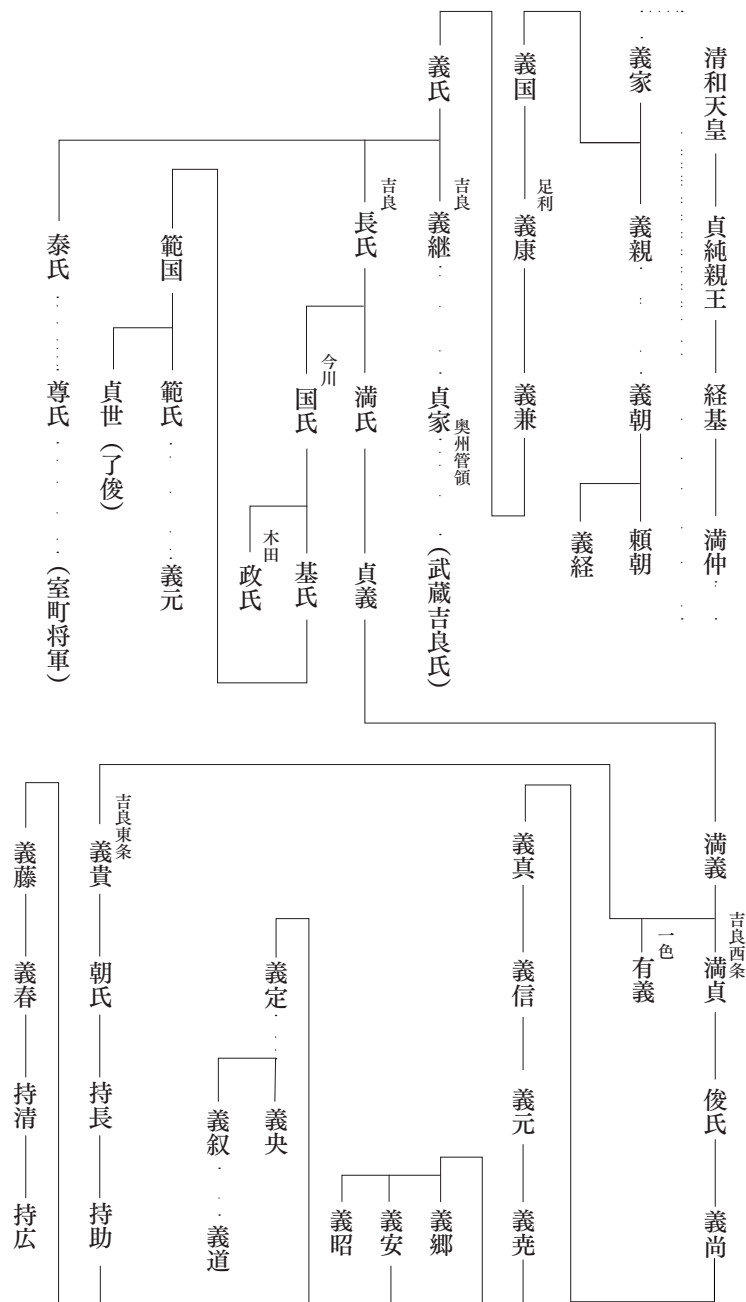 清和天皇
貞純親王
経基
満仲
義家
義親
義朝
頼朝
義経
義国
足利
義康
義兼
義氏
吉良
義継
奥州管領
貞家
(武蔵吉良氏)
吉良
長氏
満氏
貞義
今川
国氏
基氏
木田
政氏
範国
範氏
義元
貞世(了俊)
泰氏
尊氏
(室町将軍)
満義
吉良西条
満貞
俊氏
義尚
一色
有義
義真
義信
義元
義尭
義郷
義安
義昭
義定
義央
義叙
義道
吉良東条
義貴
朝氏
持長
持助
義藤
義春
持清
持広